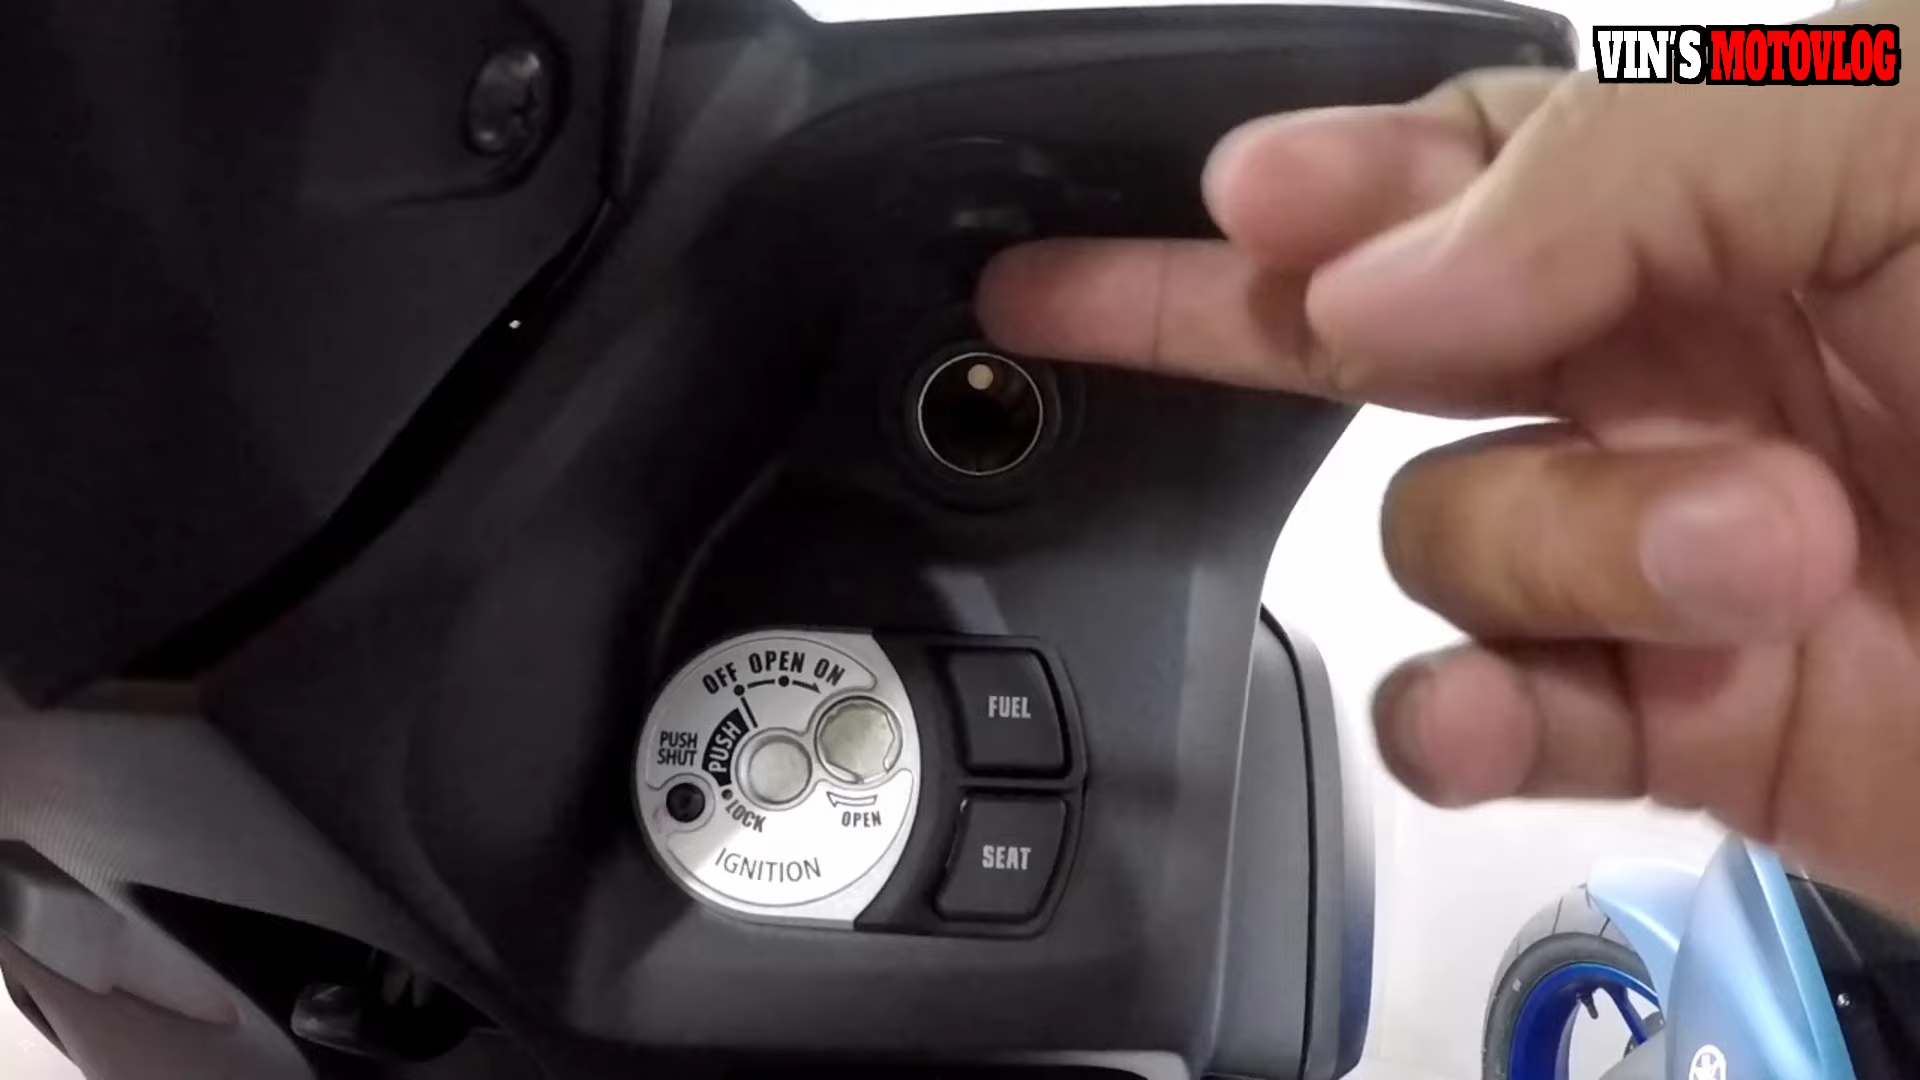 VIN'S MOTOVLOG
OFF OPEN ON
PUSH
SHUT
PUSH
LOCK
OPEN
IGNITION
FUEL
SEAT